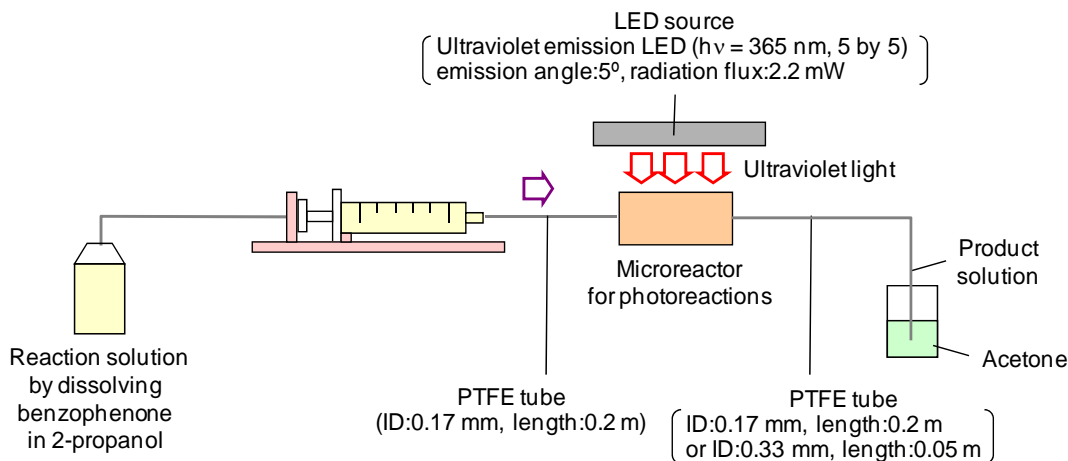 LED source
Ultraviolet emission LED (hν = 365 nm, 5 by 5)
emission angle:5º, radiation flux:2.2 mW
Ultraviolet light
Microreactor
for photoreactions
Product
solution
Reaction solution
by dissolving
benzophenone
in 2-propanol
Acetone
PTFE tube
(ID:0.17 mm, length:0.2 m)
PTFE tube
ID:0.17 mm, length:0.2 m
or ID:0.33 mm, length:0.05 m